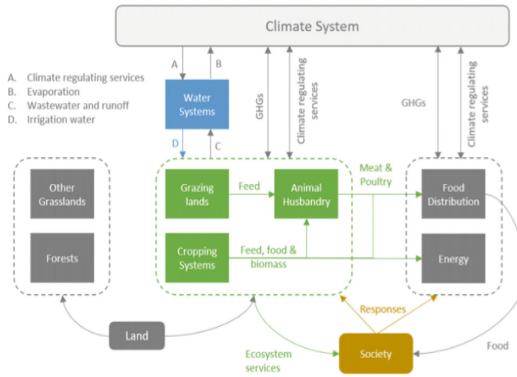 Climate System
A. Climate regulating services
B. Evaporation
C. Wastewater and runoff
D. Irrigation water
A
B
Water
Systems
D
C
GHGs
Climate regulating
services
GHGs
Climate regulating
services
Other
Grasslands
Forests
Grazing
lands
Feed
Animal
Husbandry
Meat &
Poultry
Food
Distribution
Cropping
Systems
Feed, food &
biomass
Energy
Land
Ecosystem
services
Responses
Society
Food